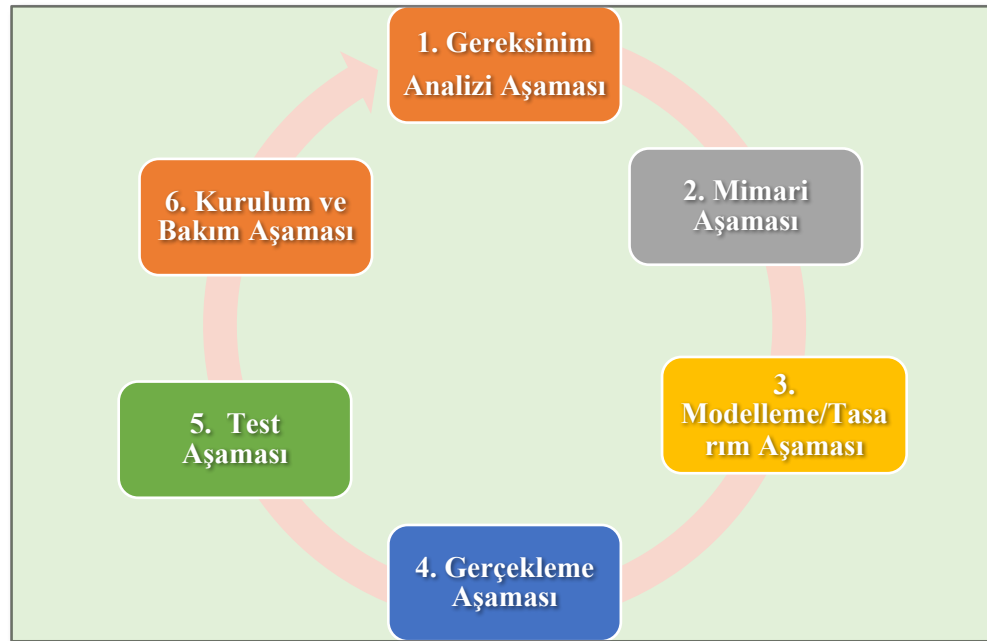 1. Gereksinim
Analizi Aşaması
2. Mimari
Aşaması
3.
Modelleme/Tasa
rım Aşaması
4. Gerçekleme
Aşaması
5. Test
Aşaması
6. Kurulum ve
Bakım Aşaması